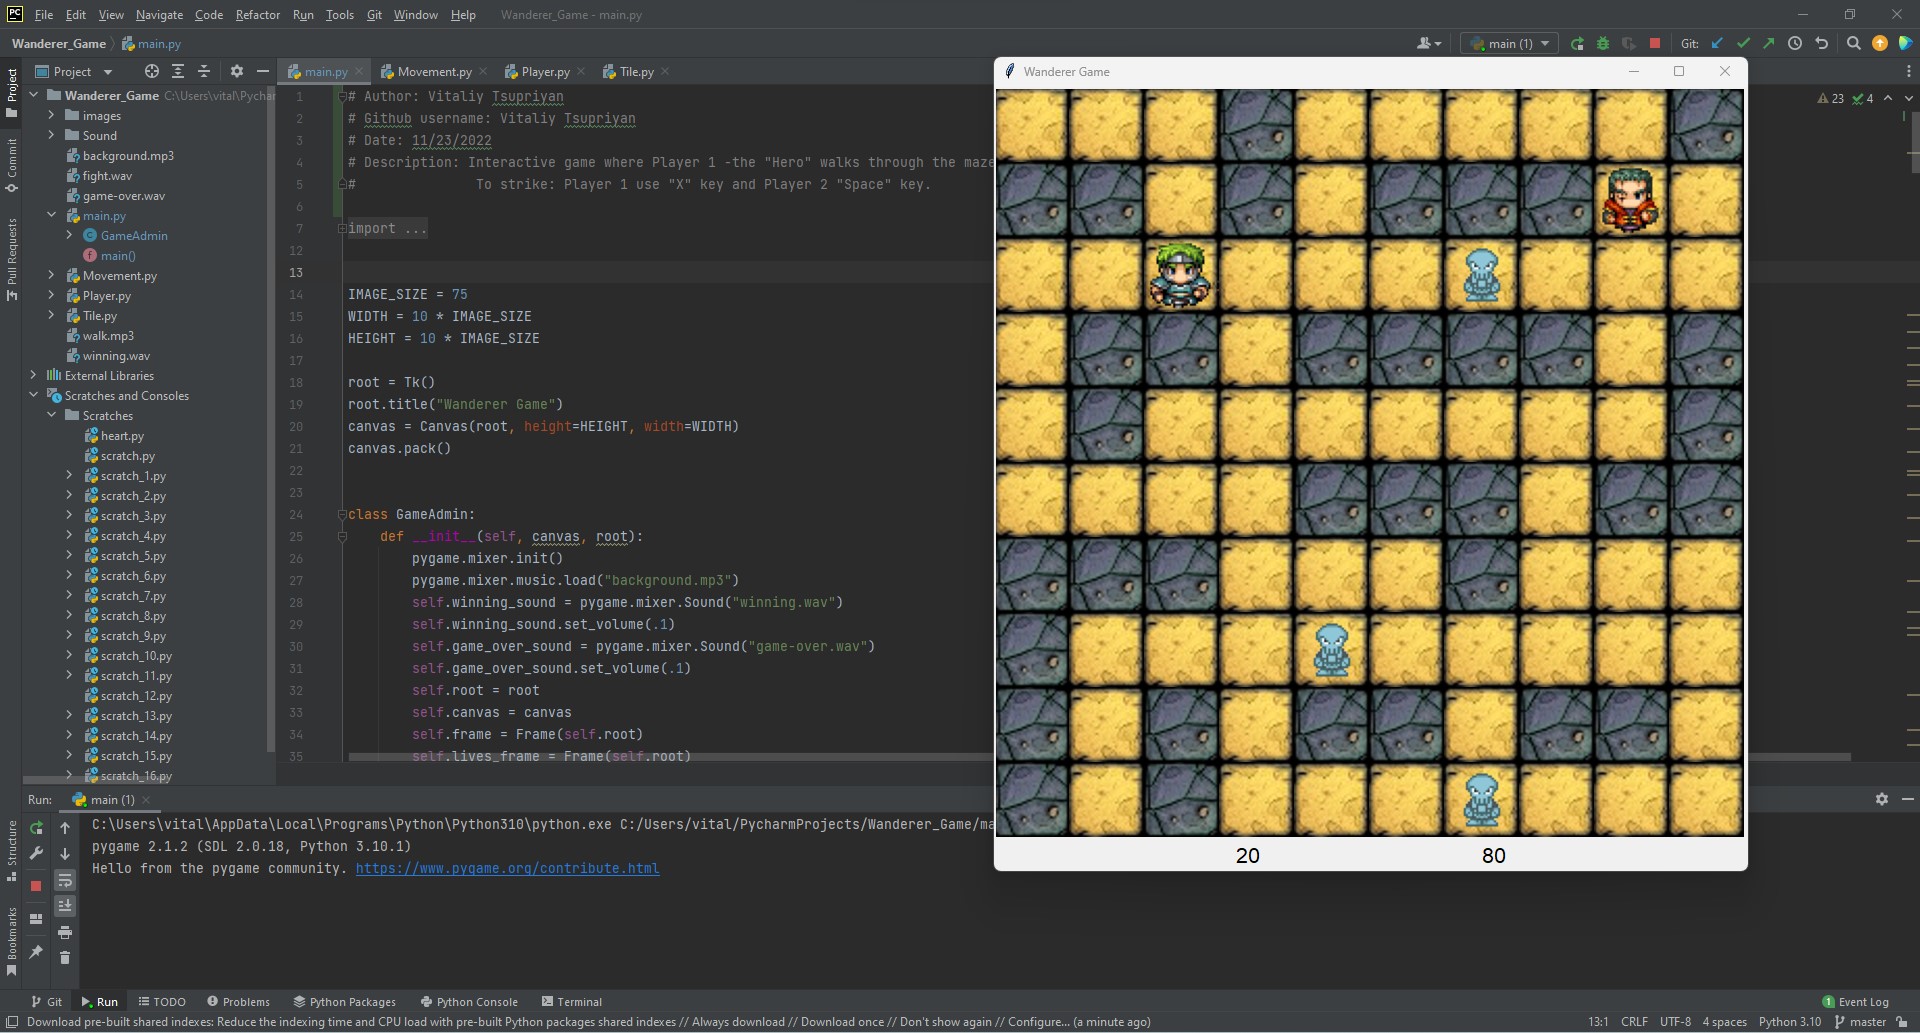 PC File Edit View Navigate Code Refactor Run Tools Git Window Help Wanderer_Game - main.py
Wanderer_Game main.py main (1) Git:
Project
Project
main.py Movement.py Player.py Tile.py
Wanderer_Game C:\Users\vital\Pychar
images
Sound
background.mp3
fight.wav
game-over.wav
main.py
GameAdmin
main()
Movement.py
Player.py
Tile.py
walk.mp3
winning.wav
External Libraries
Scratches and Consoles
Scratches
heart.py
scratch.py
scratch_1.py
scratch_2.py
scratch_3.py
scratch_4.py
scratch_5.py
scratch_6.py
scratch_7.py
scratch_8.py
scratch_9.py
scratch_10.py
scratch_11.py
scratch_12.py
scratch_13.py
scratch_14.py
scratch_15.py
scratch_16.py
Commit
Pull Requests
Structure
Bookmarks
1 # Author: Vitaliy Tsupriyan
2 # Github username: Vitaliy Tsupriyan
3 # Date: 11/23/2022
4 # Description: Interactive game where Player 1 -the "Hero" walks through the maze
5 # To strike: Player 1 use "X" key and Player 2 "Space" key.
6
7 import ...
12
13
14 IMAGE_SIZE = 75
15 WIDTH = 10 * IMAGE_SIZE
16 HEIGHT = 10 * IMAGE_SIZE
17
18 root = Tk()
19 root.title("Wanderer Game")
20 canvas = Canvas(root, height=HEIGHT, width=WIDTH)
21 canvas.pack()
22
23
24 class GameAdmin:
25 def __init__(self, canvas, root):
26 pygame.mixer.init()
27 pygame.mixer.music.load("background.mp3")
28 self.winning_sound = pygame.mixer.Sound("winning.wav")
29 self.winning_sound.set_volume(.1)
30 self.game_over_sound = pygame.mixer.Sound("game-over.wav")
31 self.game_over_sound.set_volume(.1)
32 self.root = root
33 self.canvas = canvas
34 self.frame = Frame(self.root)
35 self.lives_frame = Frame(self.root)
23 4
Wanderer Game
20 80
Run: main (1)
C:\Users\vital\AppData\Local\Programs\Python\Python310\python.exe C:/Users/vital/PycharmProjects/Wanderer_Game/ma
pygame 2.1.2 (SDL 2.0.18, Python 3.10.1)
Hello from the pygame community. https://www.pygame.org/contribute.html
Git Run TODO Problems Python Packages Python Console Terminal 1 Event Log
Download pre-built shared indexes: Reduce the indexing time and CPU load with pre-built Python packages shared indexes // Always download // Download once // Don't show again // Configure... (a minute ago) 13:1 CRLF UTF-8 4 spaces Python 3.10 master